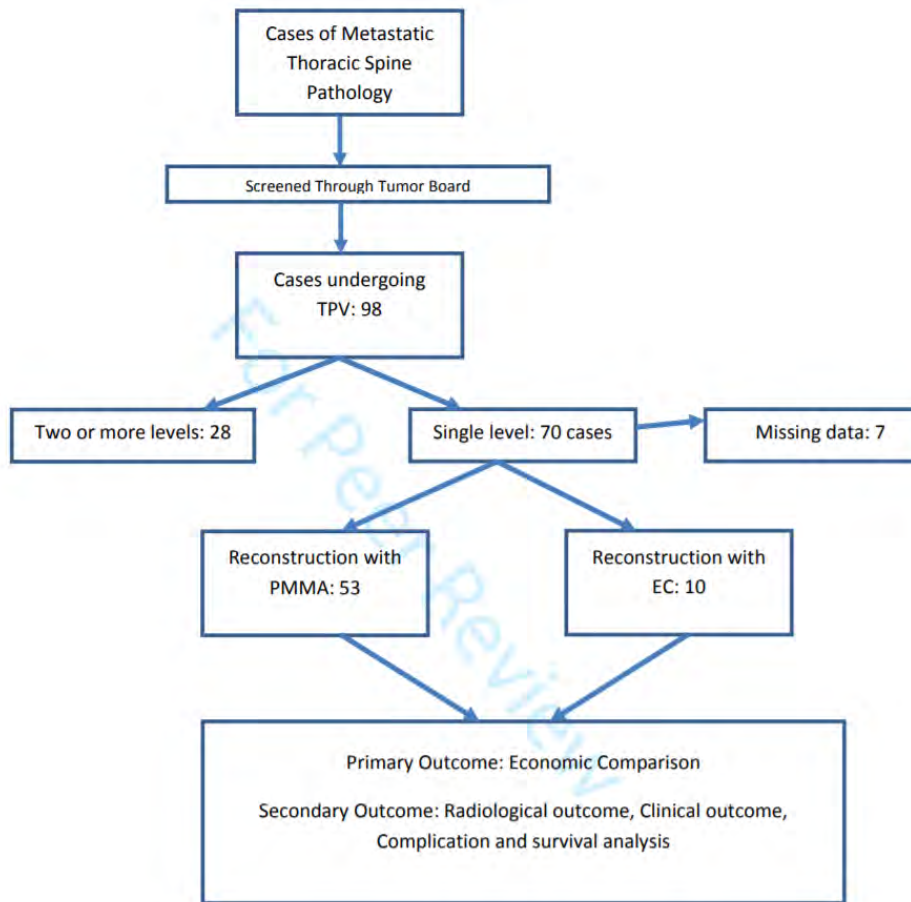 Cases of Metastatic
Thoracic Spine
Pathology
Screened Through Tumor Board
Cases undergoing
TPV: 98
Two or more levels: 28
Single level: 70 cases
Missing data: 7
Reconstruction with
PMMA: 53
Reconstruction with
EC: 10
Primary Outcome: Economic Comparison
Secondary Outcome: Radiological outcome, Clinical outcome,
Complication and survival analysis
For Peer Review